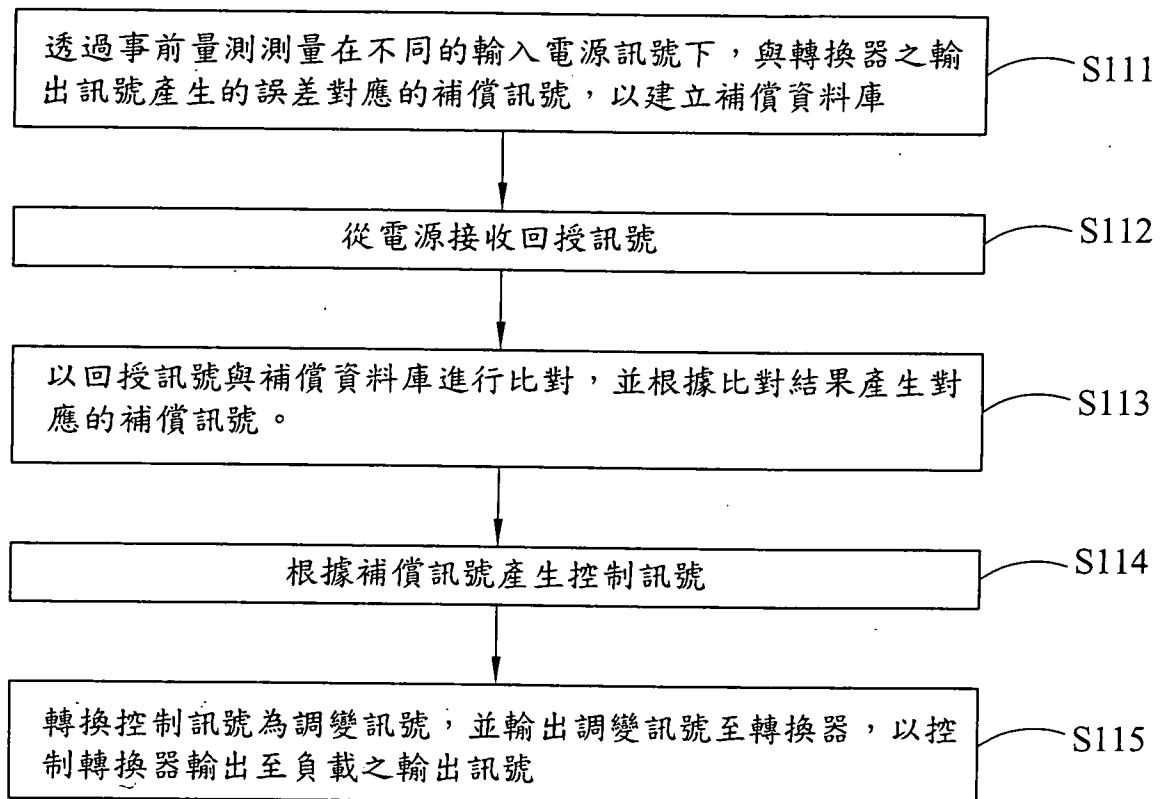 透過事前量測測量在不同的輸入電源訊號下，與轉換器之輸
出訊號產生的誤差對應的補償訊號，以建立補償資料庫
S111
從電源接收回授訊號
S112
以回授訊號與補償資料庫進行比對，並根據比對結果產生對
應的補償訊號。
S113
根據補償訊號產生控制訊號
S114
轉換控制訊號為調變訊號，並輸出調變訊號至轉換器，以控
制轉換器輸出至負載之輸出訊號
S115